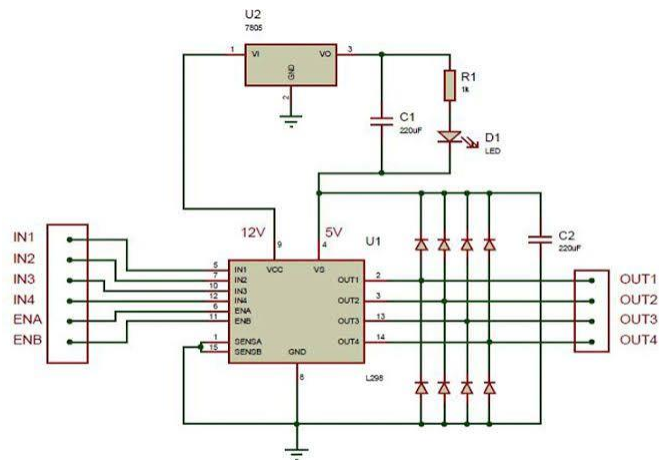 U2
7805
1
VI
VO
3
GND
2
R1
1k
C1
220uF
D1
LED
12V
5V
U1
C2
220uF
9
4
IN1
IN2
IN3
IN4
ENA
ENB
5
7
10
12
6
11
1
15
IN1
IN2
IN3
IN4
ENA
ENB
SENSA
SENSB
VCC
VS
OUT1
OUT2
OUT3
OUT4
GND
2
3
13
14
8
L298
OUT1
OUT2
OUT3
OUT4